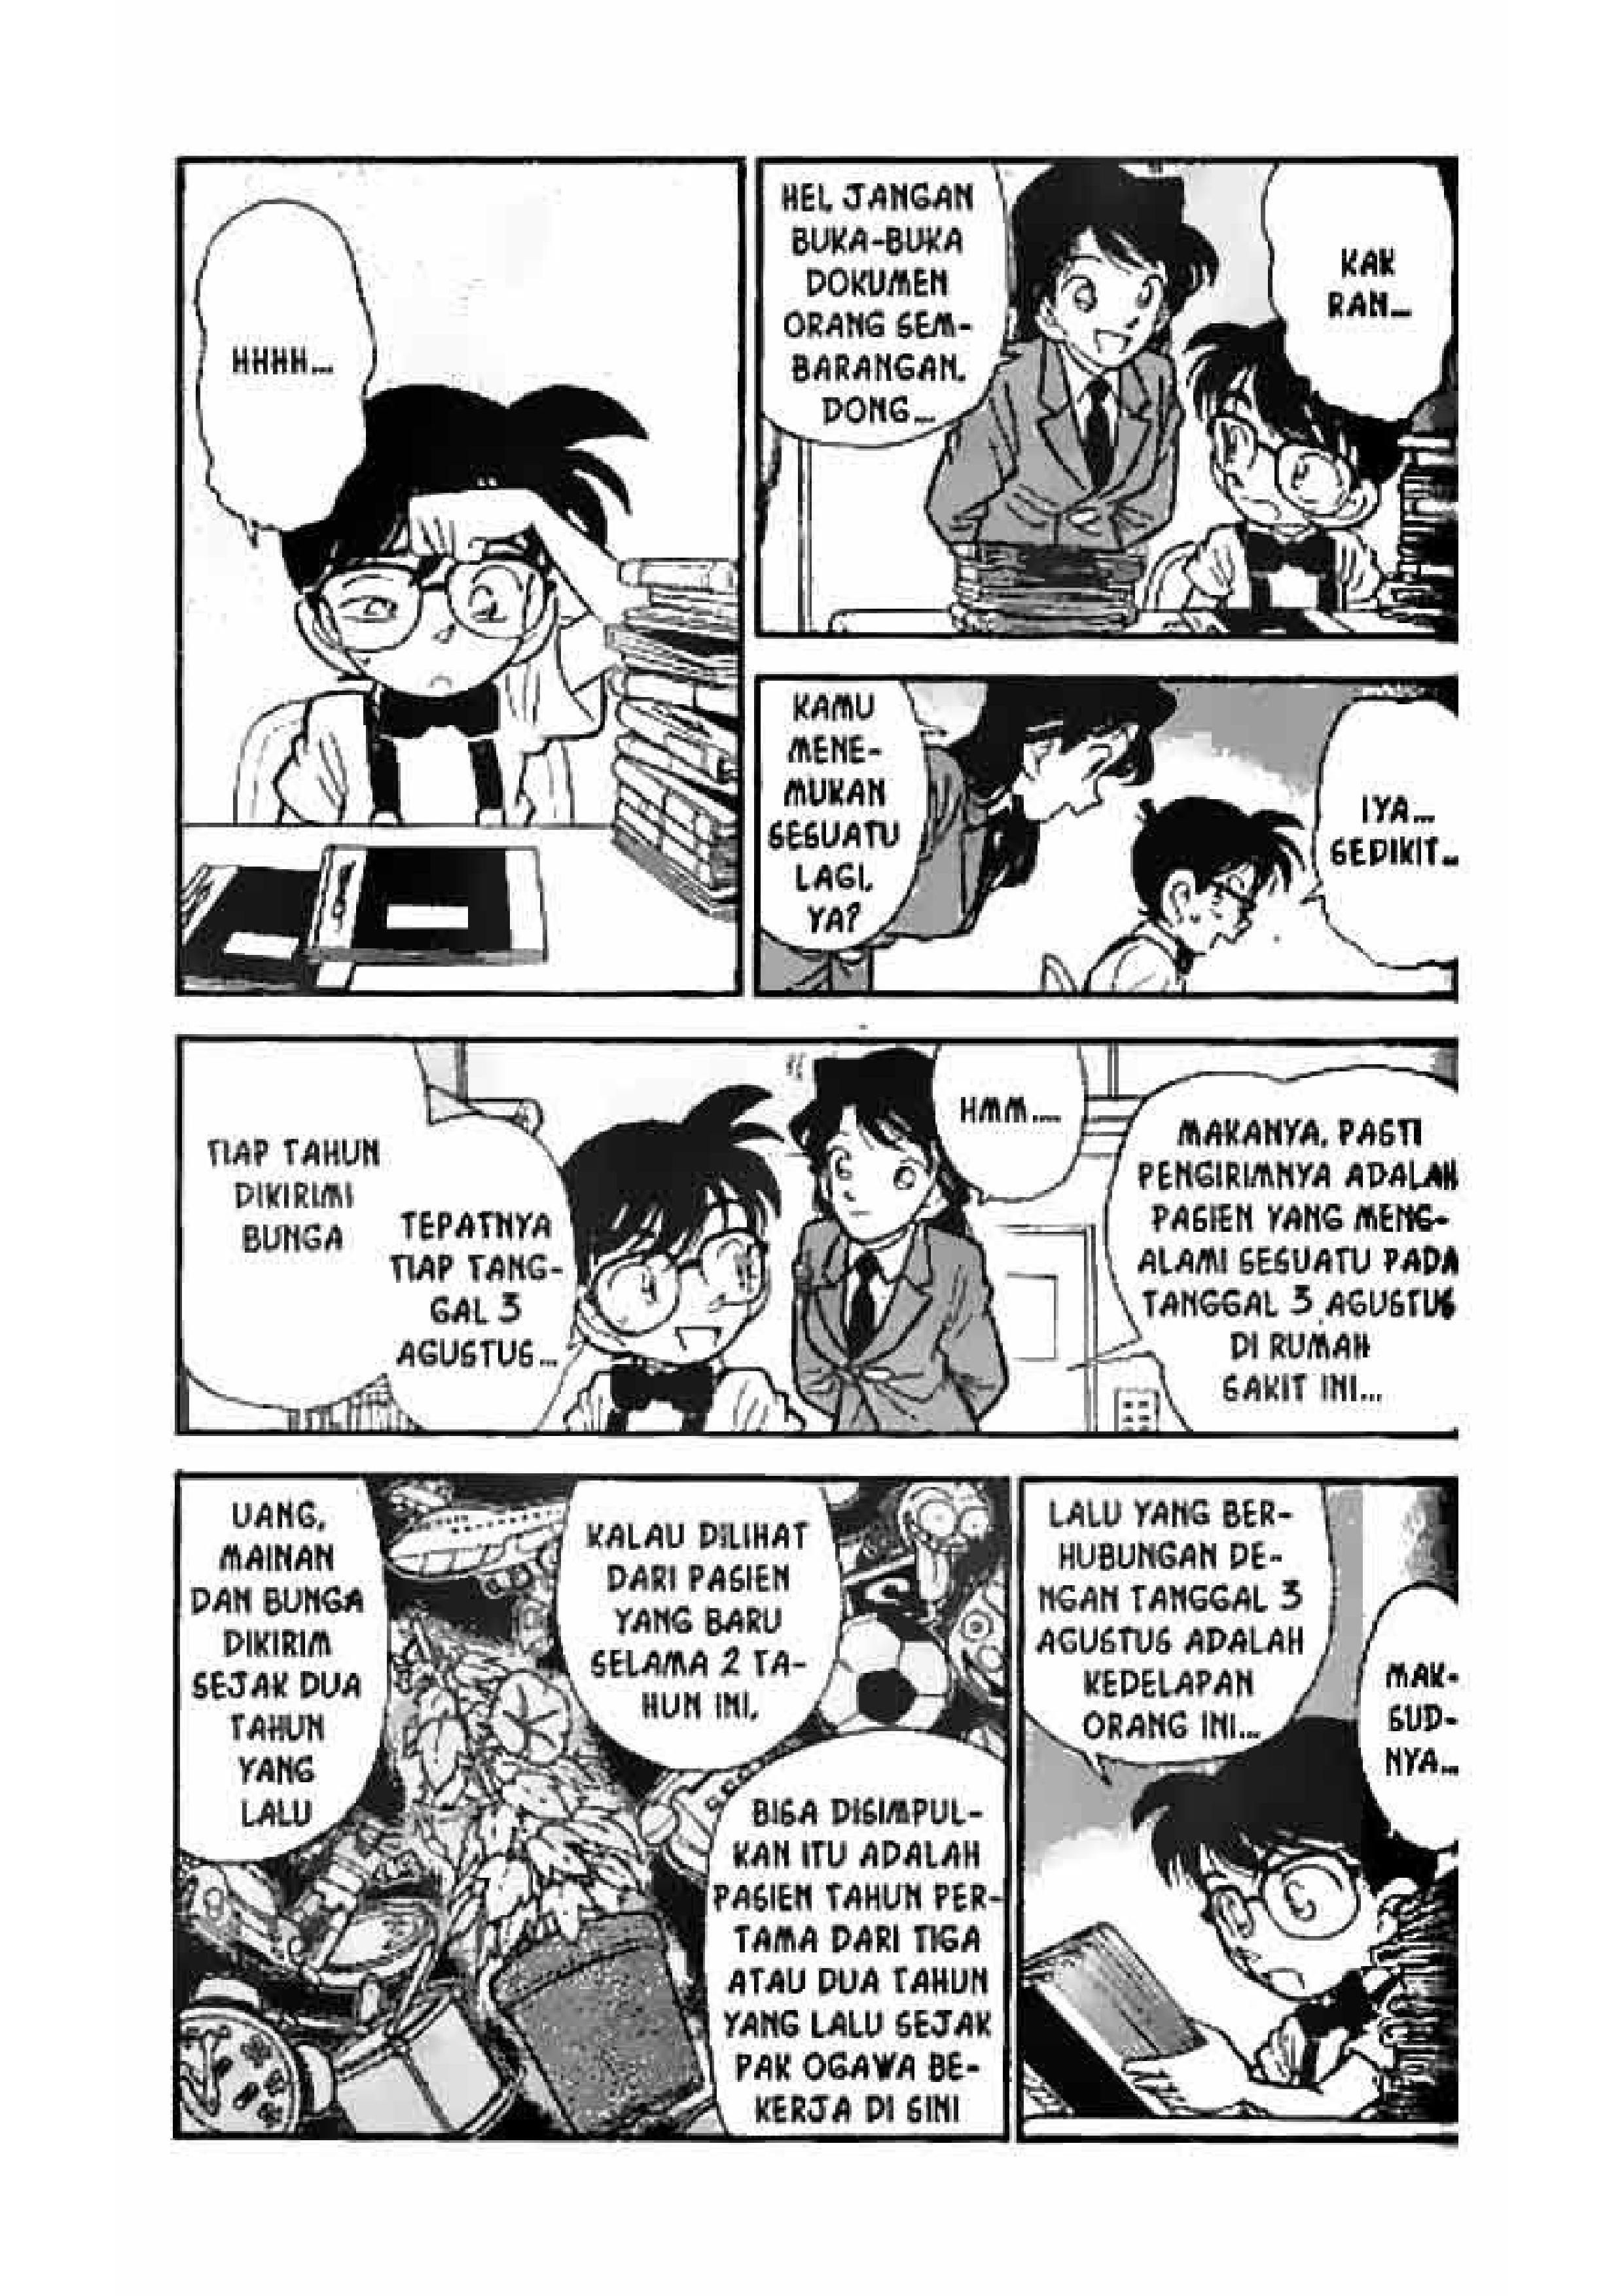 HHHH...
HEI, JANGAN
BUKA-BUKA
DOKUMEN
ORANG SEM-
BARANGAN,
DONG...
KAK
RAN...
KAMU
MENE-
MUKAN
SESUATU
LAGI,
YA?
IYA...
SEDIKIT...
TIAP TAHUN
DIKIRIMI
BUNGA
TEPATNYA
TIAP TANG-
GAL 3
AGUSTUS...
HMM....
MAKANYA, PASTI
PENGIRIMNYA ADALAH
PASIEN YANG MENG-
ALAMI SESUATU PADA
TANGGAL 3 AGUSTUS
DI RUMAH
SAKIT INI...
UANG,
MAINAN
DAN BUNGA
DIKIRIM
SEJAK DUA
TAHUN
YANG
LALU
KALAU DILIHAT
DARI PASIEN
YANG BARU
SELAMA 2 TA-
HUN INI,
BISA DISIMPUL-
KAN ITU ADALAH
PASIEN TAHUN PER-
TAMA DARI TIGA
ATAU DUA TAHUN
YANG LALU SEJAK
PAK OGAWA BE-
KERJA DI SINI
LALU YANG BER-
HUBUNGAN DE-
NGAN TANGGAL 3
AGUSTUS ADALAH
KEDELAPAN
ORANG INI...
MAK-
SUD-
NYA...